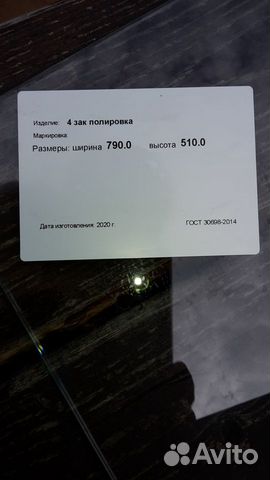 Изделие: 4 зак полировка
Маркировка:
Размеры: ширина 790.0 высота 510.0
Дата изготовления: 2020 г. ГОСТ 30698-2014
Avito